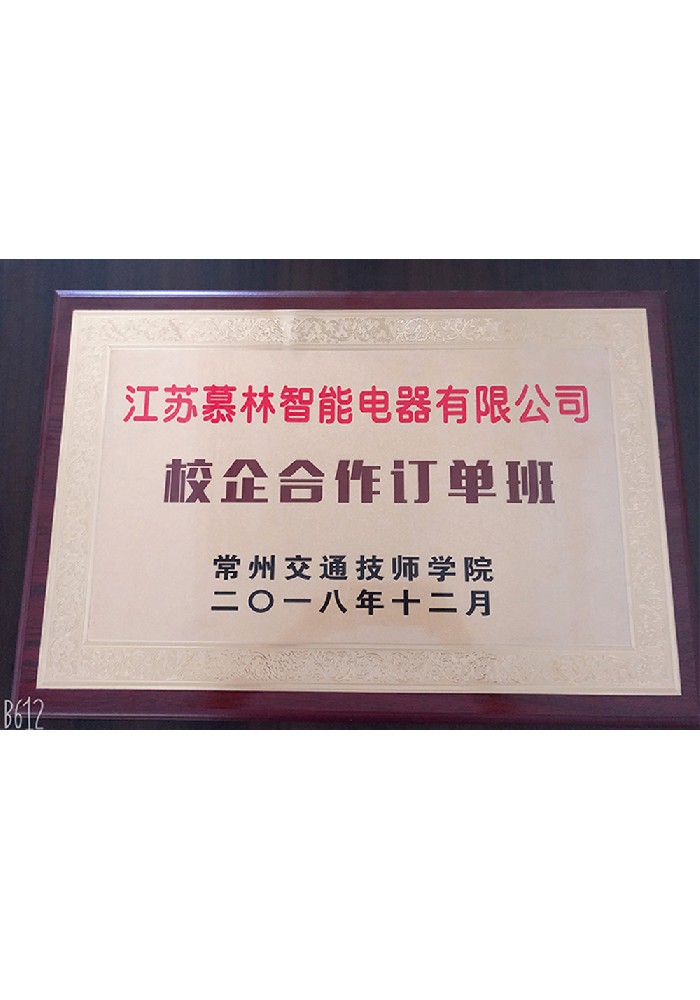 江苏慕林智能电器有限公司
校企合作订单班
常州交通技师学院
二〇一八年十二月
B612